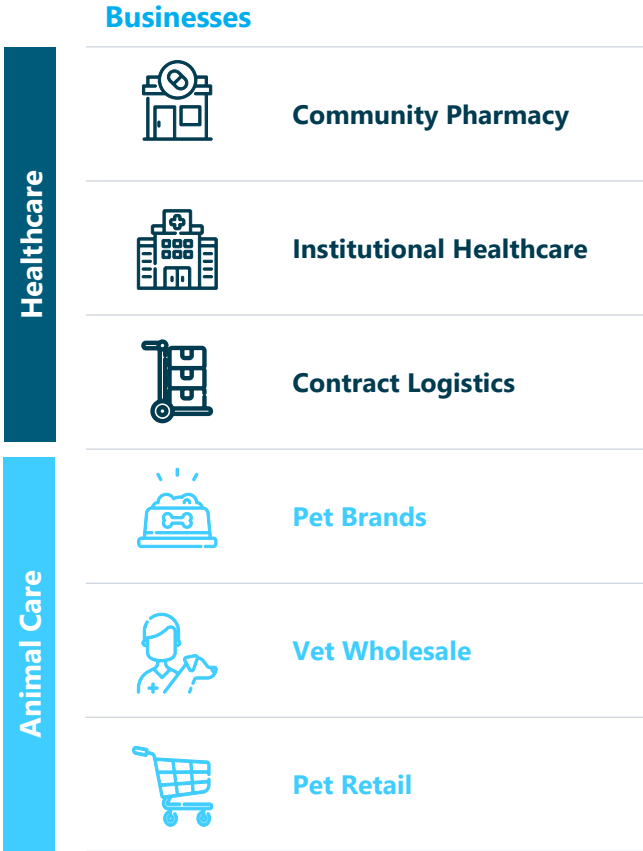 Businesses
Healthcare
Community Pharmacy
Institutional Healthcare
Contract Logistics
Animal Care
Pet Brands
Vet Wholesale
Pet Retail